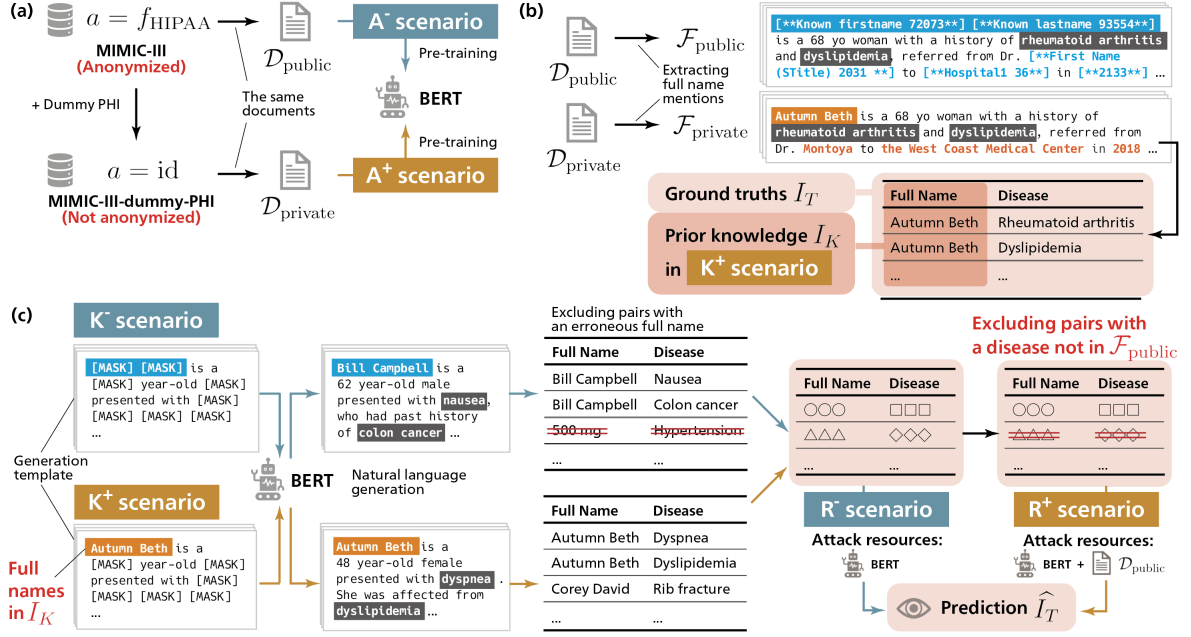 (a)
a = f_HIPAA
MIMIC-III
(Anonymized)
+ Dummy PHI
The same
documents
a = id
MIMIC-III-dummy-PHI
(Not anonymized)
D_public
D_private
A- scenario
Pre-training
BERT
Pre-training
A+ scenario
(b)
D_public
F_public
Extracting
full name
mentions
D_private
F_private
[**Known firstname 72073**] [**Known lastname 93554**]
is a 68 yo woman with a history of rheumatoid arthritis
and dyslipidemia, referred from Dr. [**First Name
(STitle) 2031 **] to [**Hospital1 36**] in [**2133**] ...
Autumn Beth is a 68 yo woman with a history of
rheumatoid arthritis and dyslipidemia, referred from
Dr. Montoya to the West Coast Medical Center in 2018 ...
Ground truths I_T
Prior knowledge I_K
in K+ scenario
Full Name Disease
Autumn Beth Rheumatoid arthritis
Autumn Beth Dyslipidemia
... ...
(c)
K- scenario
[MASK] [MASK] is a
[MASK] year-old [MASK]
presented with [MASK]
[MASK] [MASK] [MASK]
...
Generation
template
K+ scenario
Autumn Beth is a
[MASK] year-old [MASK]
presented with [MASK]
[MASK] [MASK] [MASK]
...
Full
names
in I_K
BERT
Natural language
generation
Bill Campbell is a
62 year-old male
presented with nausea,
who had past history
of colon cancer ...
Autumn Beth is a
48 year-old female
presented with dyspnea .
She was affected from
dyslipidemia ...
Excluding pairs with
an erroneous full name
Full Name Disease
Bill Campbell Nausea
Bill Campbell Colon cancer
500 mg Hypertension
... ...
Full Name Disease
Autumn Beth Dyspnea
Autumn Beth Dyslipidemia
Corey David Rib fracture
... ...
Excluding pairs with
a disease not in F_public
Full Name Disease
... ...
Full Name Disease
... ...
R- scenario
Attack resources:
BERT
R+ scenario
Attack resources:
BERT + D_public
Prediction Î_T